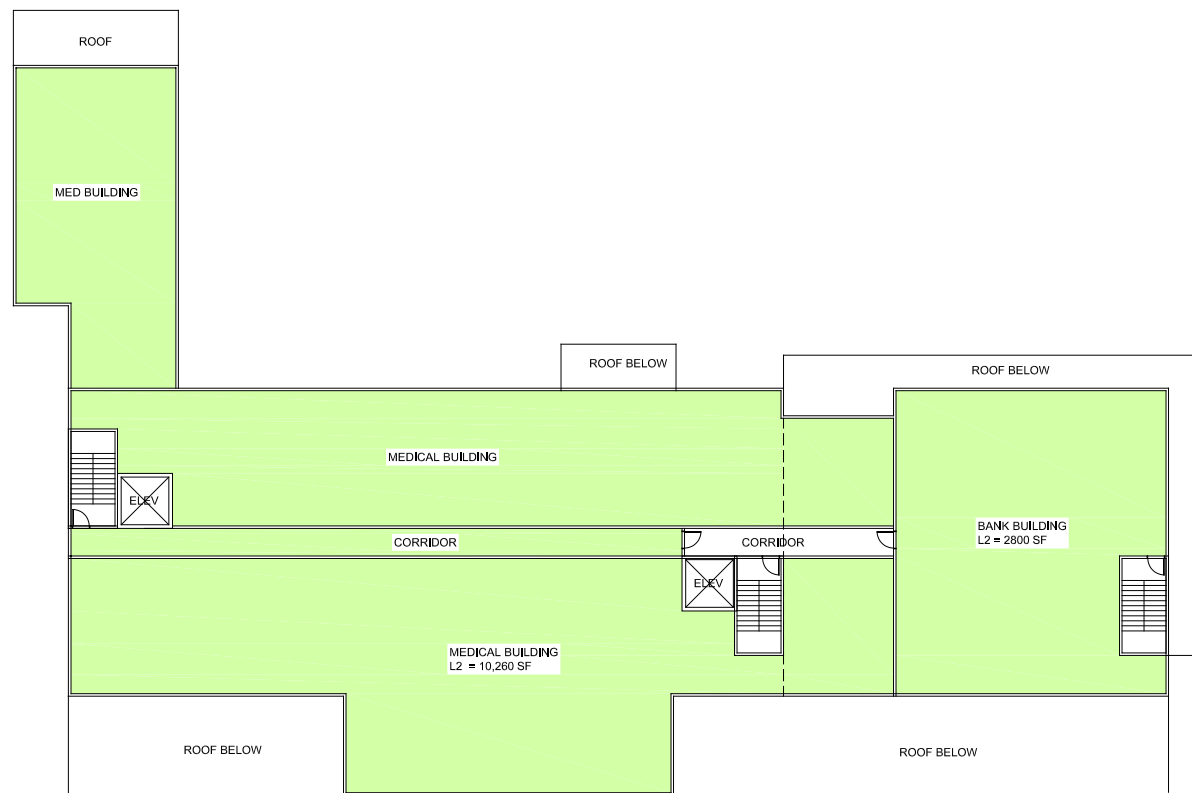 ROOF
MED BUILDING
ROOF BELOW
ROOF BELOW
MEDICAL BUILDING
ELEV
BANK BUILDING
L2 = 2800 SF
CORRIDOR
CORRIDOR
ELEV
MEDICAL BUILDING
L2 = 10,260 SF
ROOF BELOW
ROOF BELOW